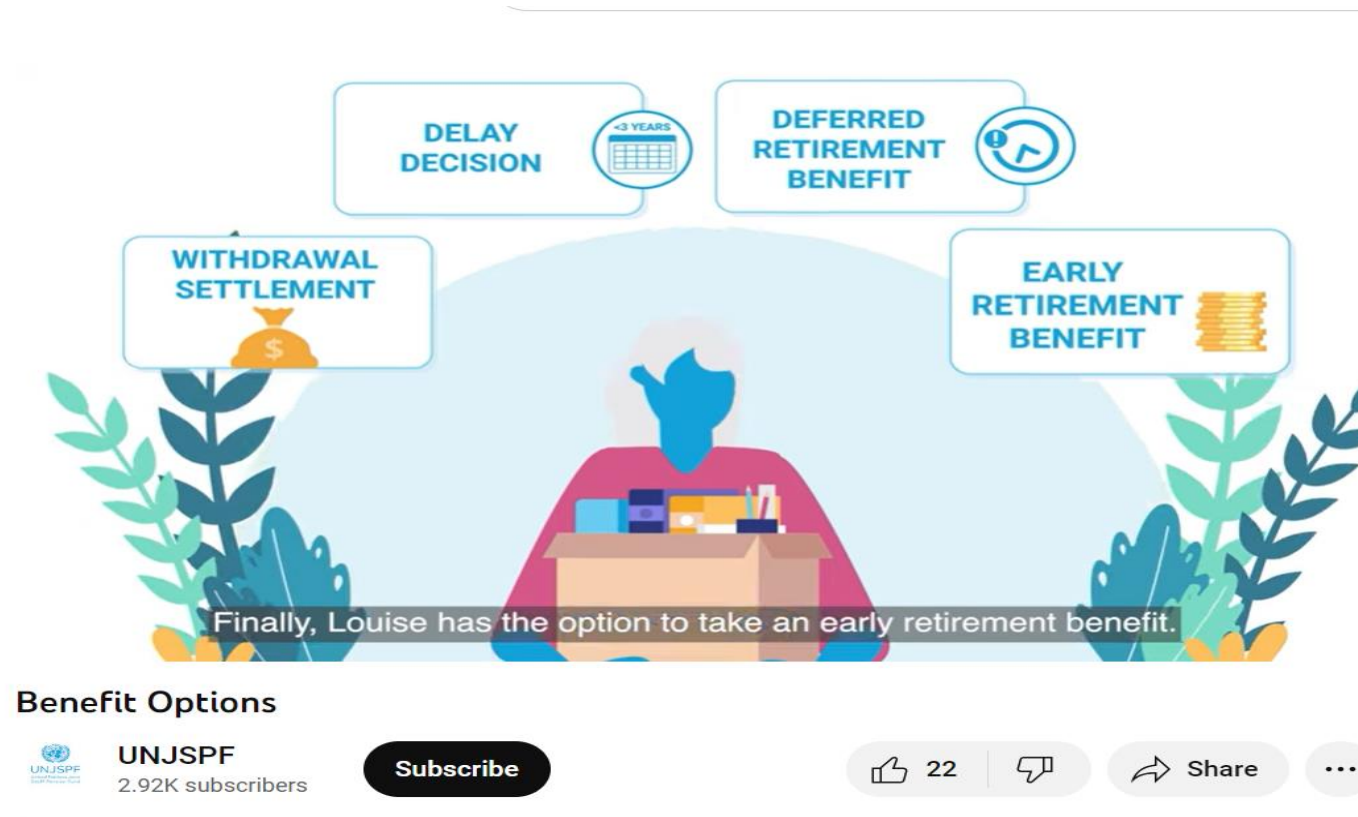 DELAY
DECISION
<3 YEARS
DEFERRED
RETIREMENT
BENEFIT
WITHDRAWAL
SETTLEMENT
$
EARLY
RETIREMENT
BENEFIT
Finally, Louise has the option to take an early retirement benefit.
Benefit Options
UNJSPF
UNJSPF
2.92K subscribers
Subscribe
22
Share